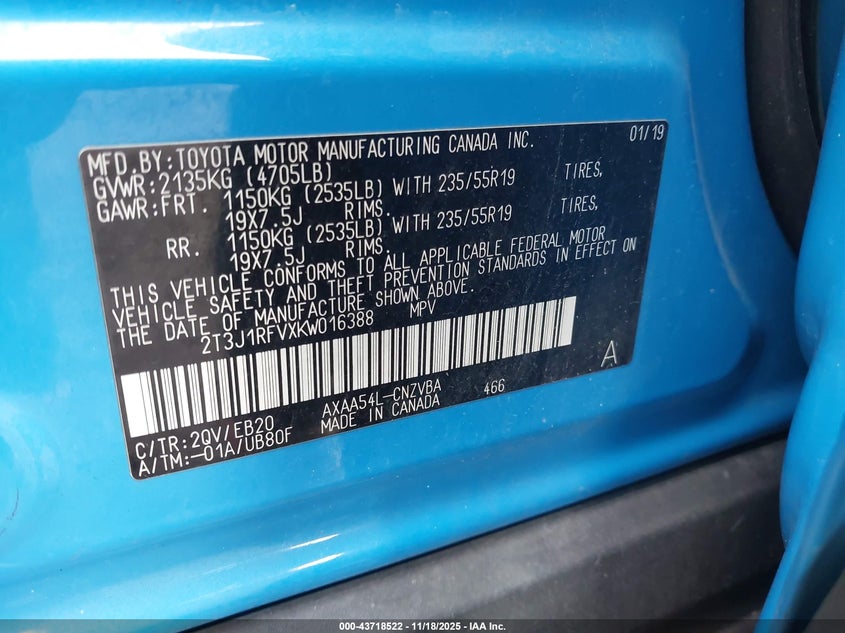 MFD.BY:TOYOTA MOTOR MANUFACTURING CANADA INC. 01/19
GVWR:2135KG (4705LB)
GAWR:FRT. 1150KG (2535LB) WITH 235/55R19 TIRES,
19X7.5J RIMS.
RR. 1150KG (2535LB) WITH 235/55R19 TIRES,
19X7.5J RIMS.
THIS VEHICLE CONFORMS TO ALL APPLICABLE FEDERAL MOTOR
VEHICLE SAFETY AND THEFT PREVENTION STANDARDS IN EFFECT ON
THE DATE OF MANUFACTURE SHOWN ABOVE.
2T3J1RFVXKW016388 MPV
A
C/TR:2QV/EB20 AXAA54L-CNZVBA 466
A/TM:-01A/UB80F MADE IN CANADA
000-43718522 | 11/18/2025 - IAA Inc.